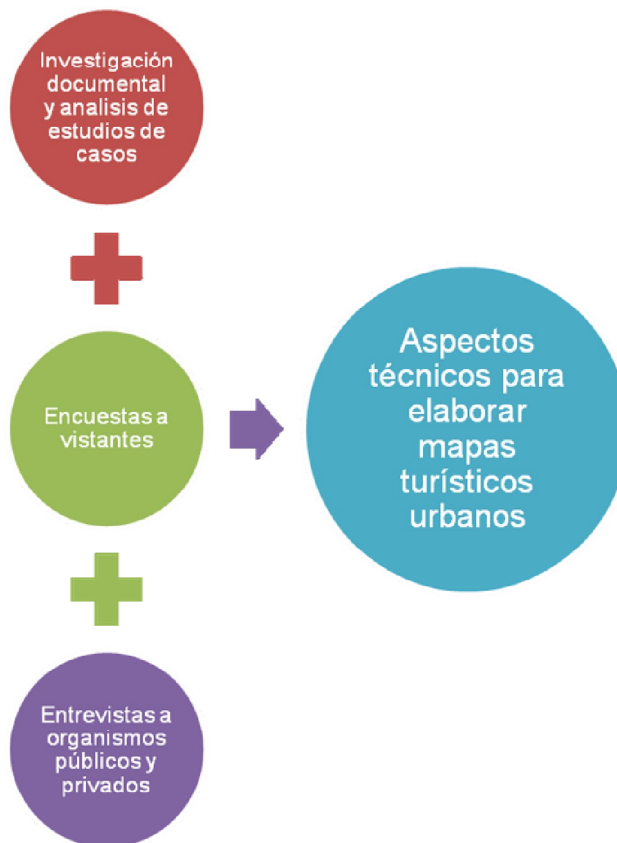 Investigación
documental
y analisis de
estudios de
casos
Encuestas a
vistantes
Entrevistas a
organismos
públicos y
privados
Aspectos
técnicos para
elaborar
mapas
turísticos
urbanos